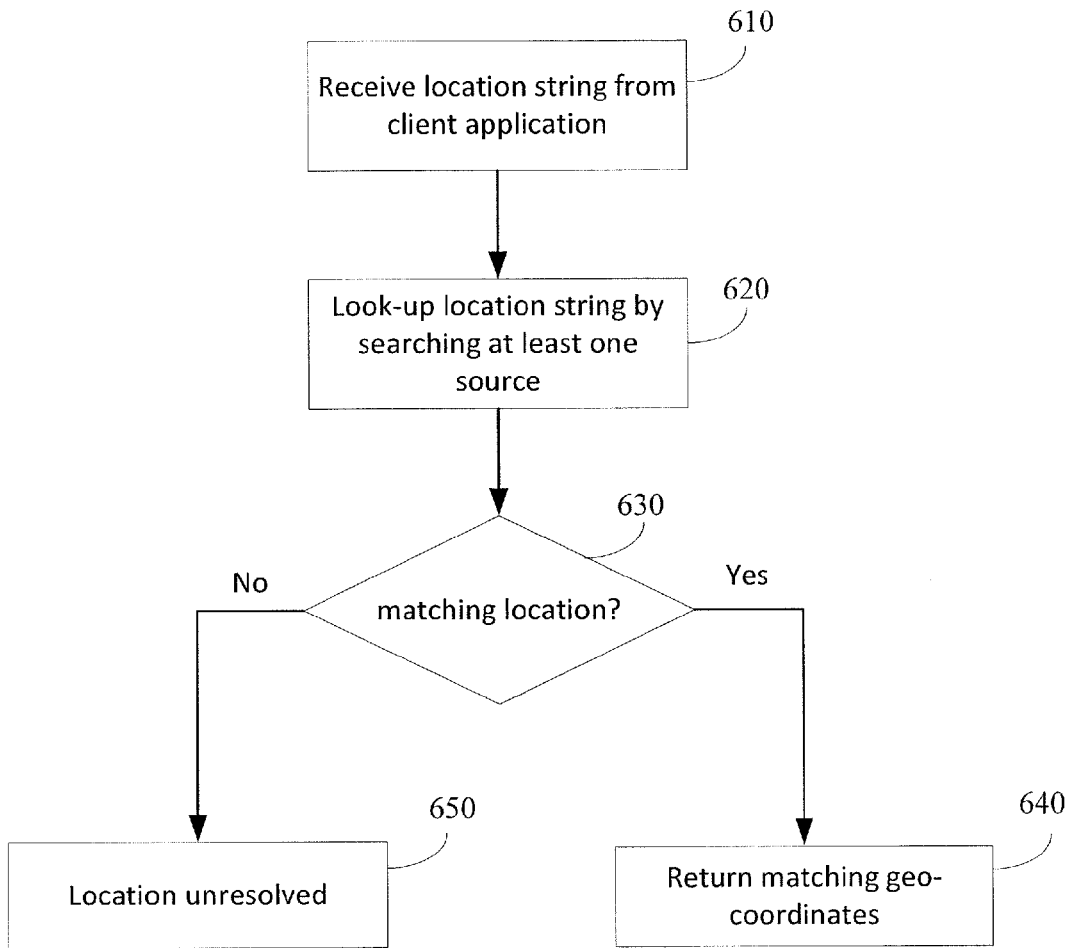 610
Receive location string from
client application
620
Look-up location string by
searching at least one
source
630
No
Yes
matching location?
650
640
Location unresolved
Return matching geo-
coordinates